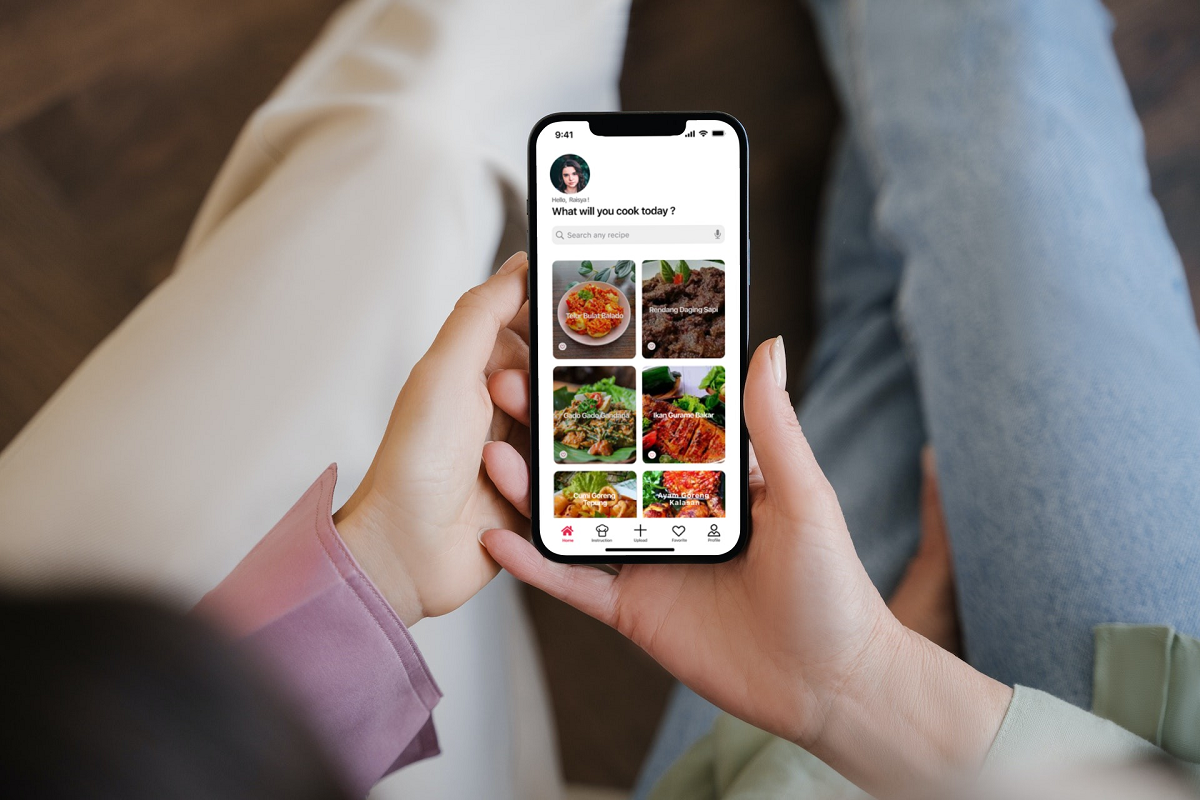 9:41
Hello, Raisya!
What will you cook today ?
Search any recipe
Telur Bulat Balado
Rendang Daging Sapi
Gado Gado Gandaria
Ikan Gurame Bakar
Cumi Goreng
Tepung
Ayam Goreng
Kalasan
Home
Instruction
Upload
Favorite
Profile